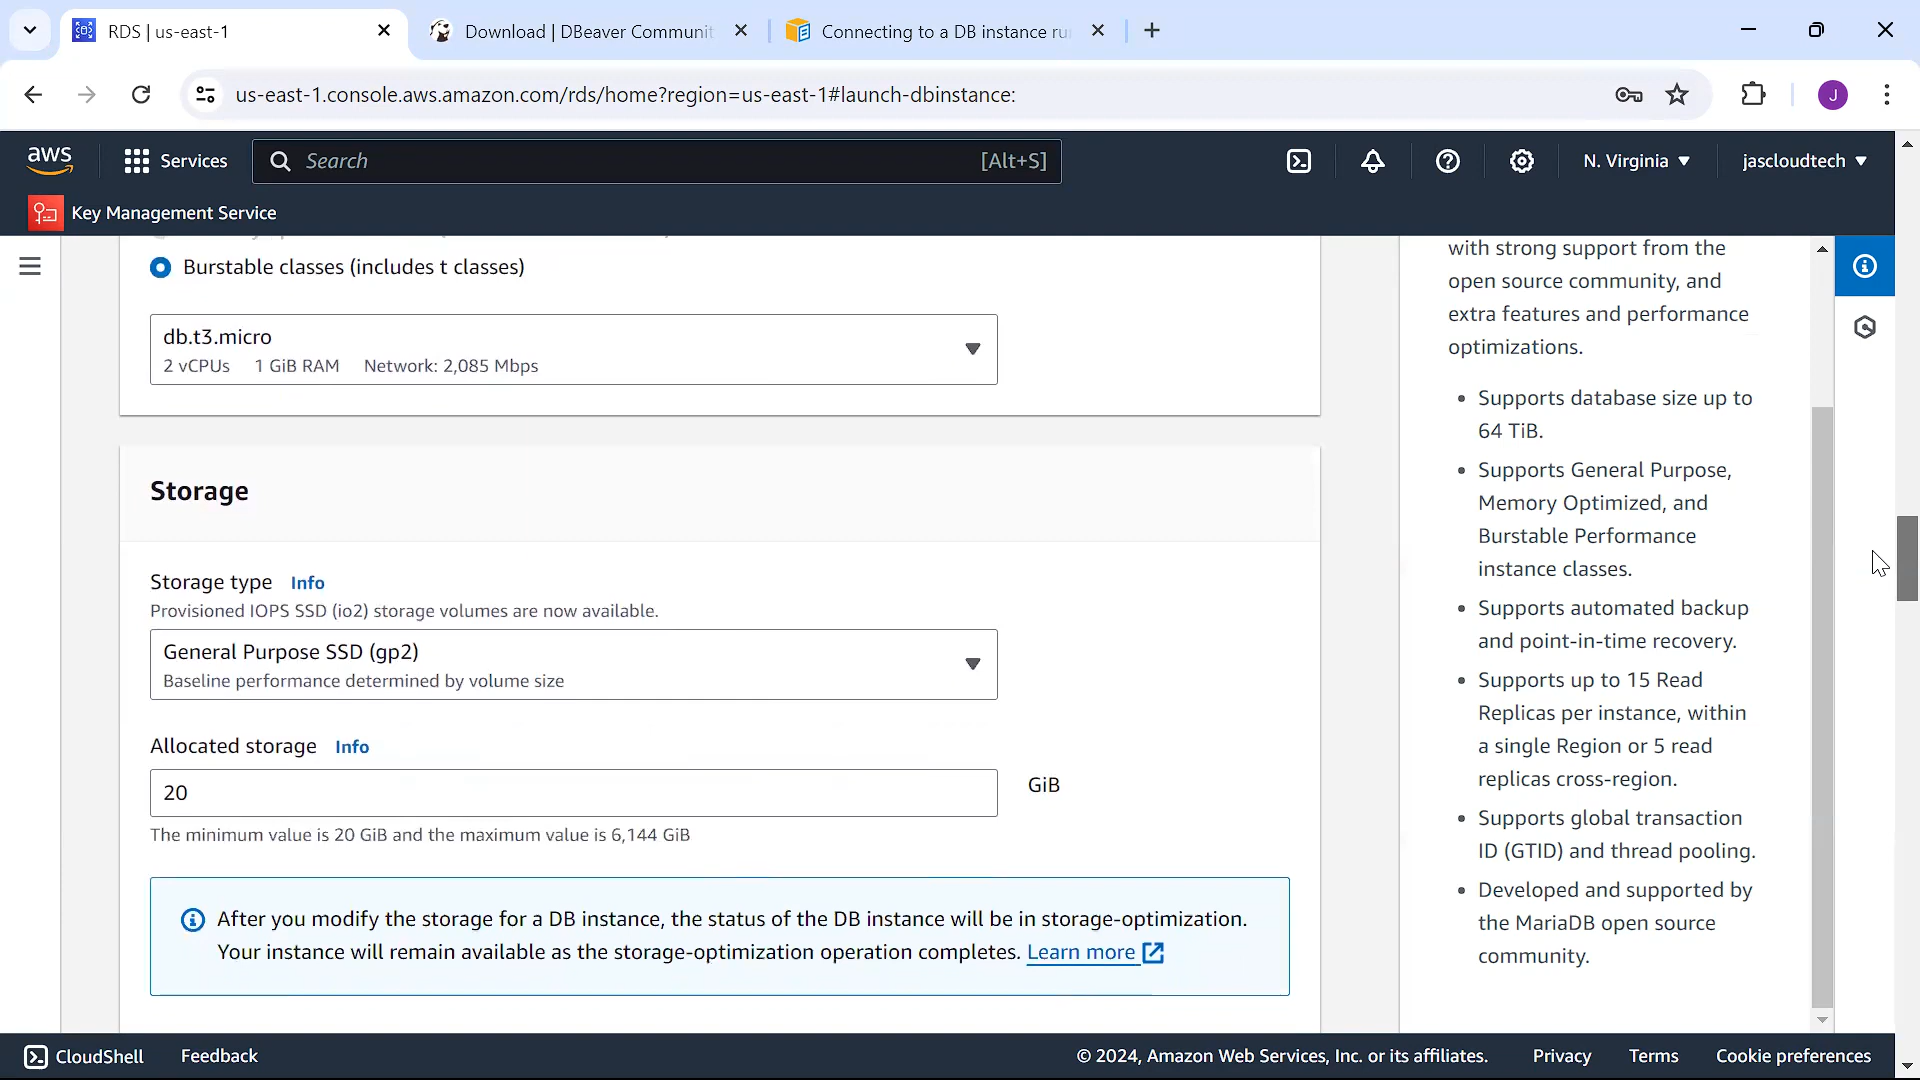 RDS | us-east-1
Download | DBeaver Communit
Connecting to a DB instance ru
us-east-1.console.aws.amazon.com/rds/home?region=us-east-1#launch-dbinstance:
J
aws
Services
Search
[Alt+S]
N. Virginia
jascloudtech
Key Management Service
Burstable classes (includes t classes)
db.t3.micro
2 vCPUs 1 GiB RAM Network: 2,085 Mbps
Storage
Storage type Info
Provisioned IOPS SSD (io2) storage volumes are now available.
General Purpose SSD (gp2)
Baseline performance determined by volume size
Allocated storage Info
20
GiB
The minimum value is 20 GiB and the maximum value is 6,144 GiB
After you modify the storage for a DB instance, the status of the DB instance will be in storage-optimization.
Your instance will remain available as the storage-optimization operation completes. Learn more
with strong support from the
open source community, and
extra features and performance
optimizations.
• Supports database size up to
64 TiB.
• Supports General Purpose,
Memory Optimized, and
Burstable Performance
instance classes.
• Supports automated backup
and point-in-time recovery.
• Supports up to 15 Read
Replicas per instance, within
a single Region or 5 read
replicas cross-region.
• Supports global transaction
ID (GTID) and thread pooling.
• Developed and supported by
the MariaDB open source
community.
CloudShell
Feedback
© 2024, Amazon Web Services, Inc. or its affiliates.
Privacy
Terms
Cookie preferences